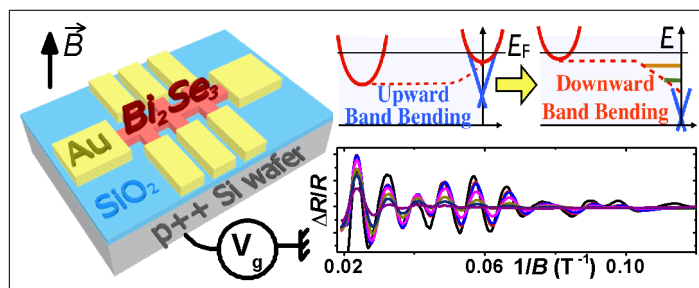 B
Bi2Se3
Au
SiO2
p++ Si wafer
Vg
EF
Upward
Band Bending
E
Downward
Band Bending
ΔR/R
0.02 0.06 0.10
1/B (T⁻¹)